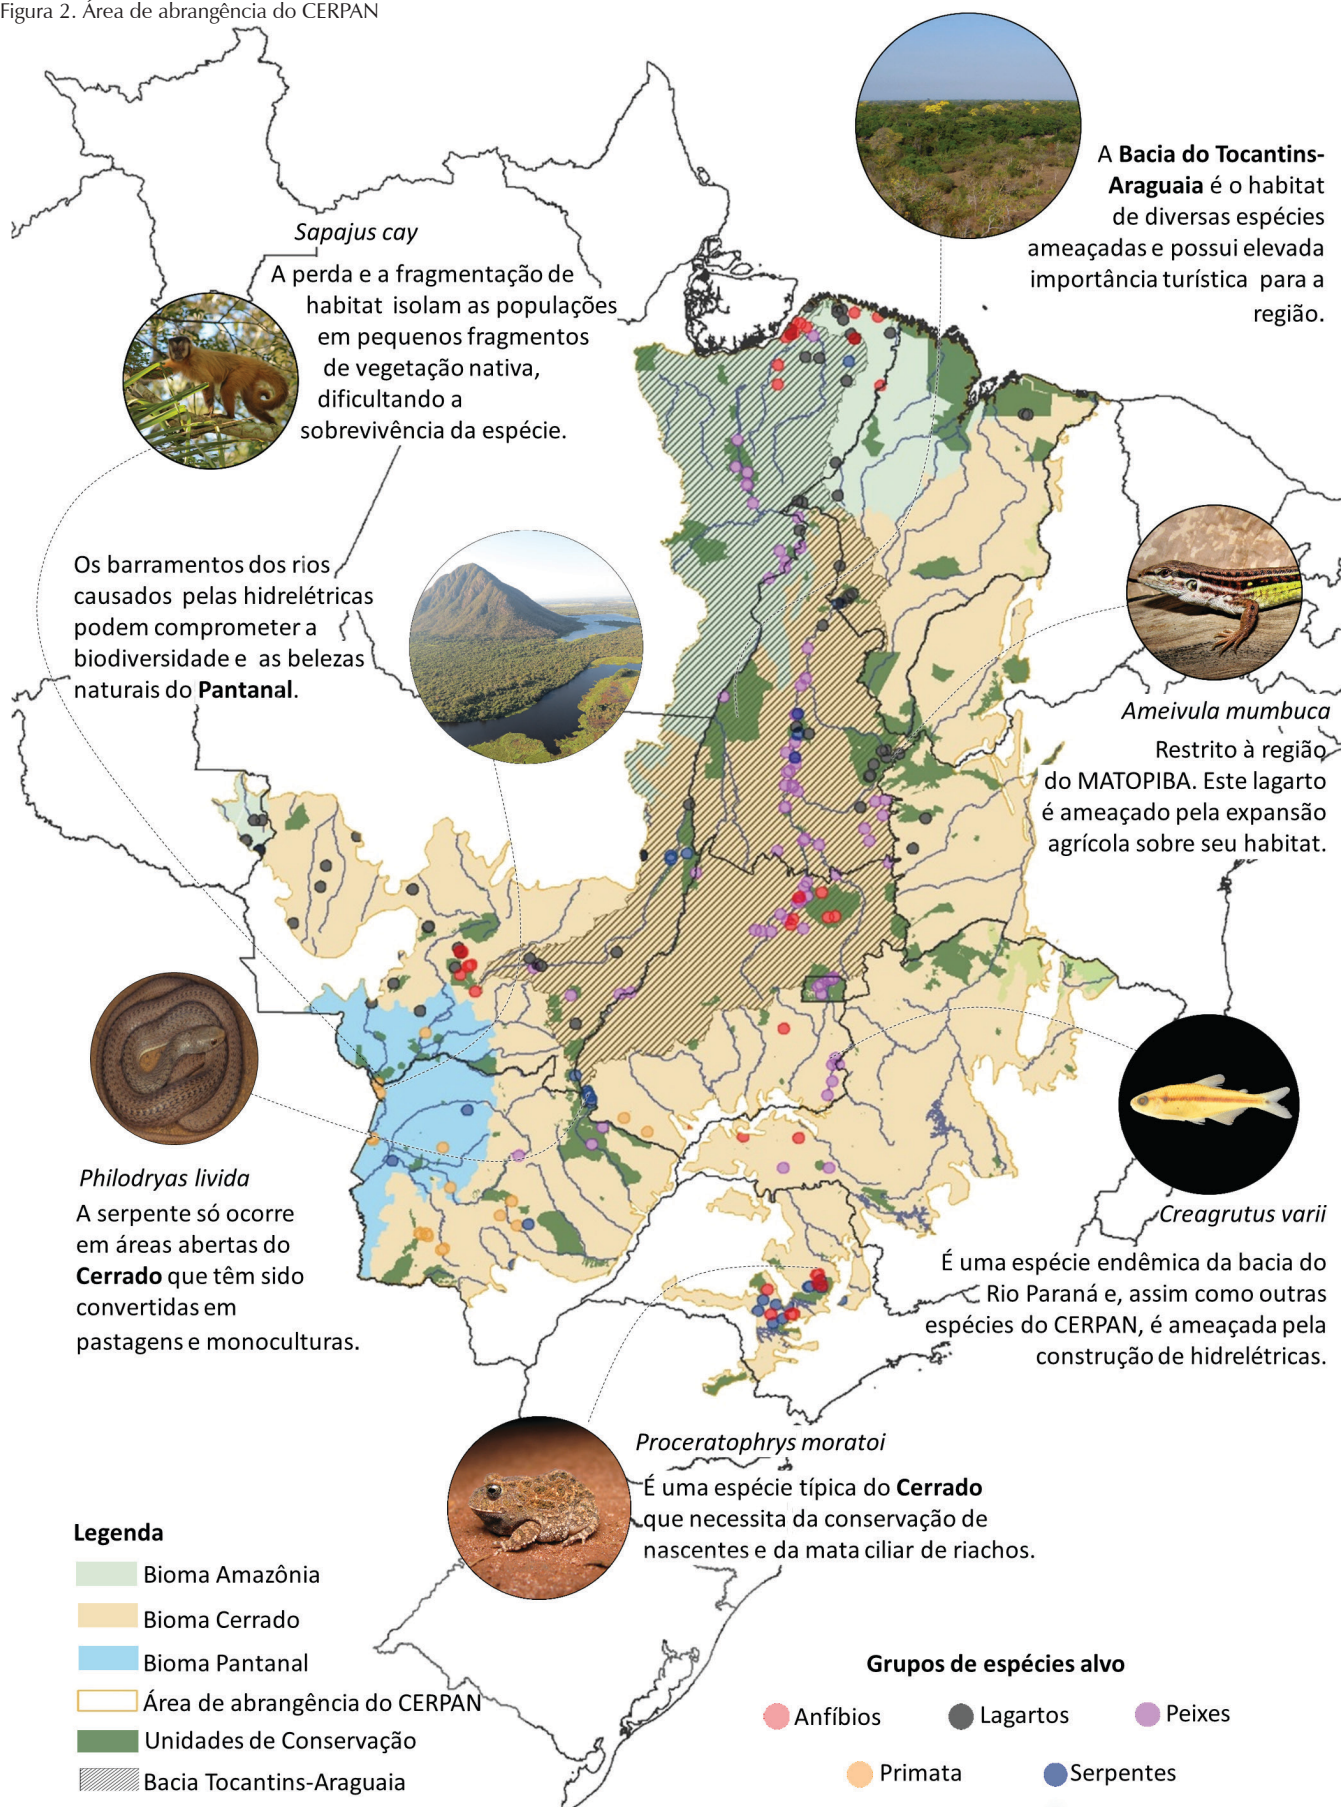 Figura 2. Área de abrangência do CERPAN
A Bacia do Tocantins-
Araguaia é o habitat
de diversas espécies
ameaçadas e possui elevada
importância turística para a
região.
Sapajus cay
A perda e a fragmentação de
habitat isolam as populações
em pequenos fragmentos
de vegetação nativa,
dificultando a
sobrevivência da espécie.
Os barramentos dos rios
causados pelas hidrelétricas
podem comprometer a
biodiversidade e as belezas
naturais do Pantanal.
Ameivula mumbuca
Restrito à região
do MATOPIBA. Este lagarto
é ameaçado pela expansão
agrícola sobre seu habitat.
Philodryas livida
A serpente só ocorre
em áreas abertas do
Cerrado que têm sido
convertidas em
pastagens e monoculturas.
Creagrutus varii
É uma espécie endêmica da bacia do
Rio Paraná e, assim como outras
espécies do CERPAN, é ameaçada pela
construção de hidrelétricas.
Proceratophrys moratoi
É uma espécie típica do Cerrado
que necessita da conservação de
nascentes e da mata ciliar de riachos.
Legenda
Bioma Amazônia
Bioma Cerrado
Bioma Pantanal
Área de abrangência do CERPAN
Unidades de Conservação
Bacia Tocantins-Araguaia
Grupos de espécies alvo
Anfíbios
Lagartos
Peixes
Primata
Serpentes